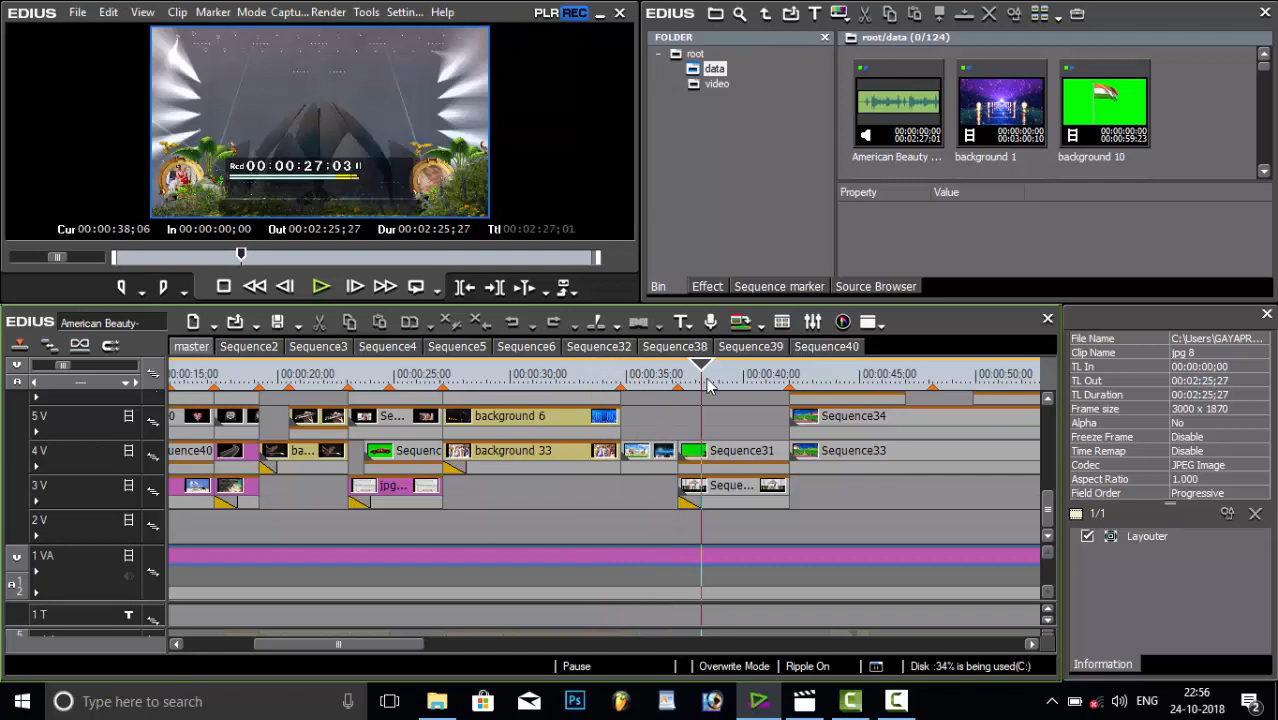 EDIUS File Edit View Clip Marker Mode Captu... Render Tools Settin... Help PLR REC
Rcd 00:00:27:03
Cur 00:00:38;06 In 00:00:00;00 Out 00:02:25;27 Dur 00:02:25;27 Ttl 00:02:27;01
EDIUS
FOLDER
root
data
video
root/data (0/124)
00:00:00;00
00:02:27;01
American Beauty ...
00:00:00;00
00:03:00;10
background 1
00:00:00;00
00:00:59;23
background 10
Property Value
Bin Effect Sequence marker Source Browser
EDIUS American Beauty-
master Sequence2 Sequence3 Sequence4 Sequence5 Sequence6 Sequence32 Sequence38 Sequence39 Sequence40
00:00:15;00 00:00:20;00 00:00:25;00 00:00:30;00 00:00:35;00 00:00:40;00 00:00:45;00 00:00:50;00
5 V 0 Se... background 6 Sequence34
4 V uence40 ba... Sequenc background 33 Sequence31 Sequence33
3 V jpg... Seque...
2 V
1 VA
A 1 2
1 T T
Pause Overwrite Mode Ripple On Disk :34% is being used(C:)
File Name C:\Users\GAYAPR...
Clip Name jpg 8
TL In 00:00:00;00
TL Out 00:02:25;27
TL Duration 00:02:25;27
Frame size 3000 x 1870
Alpha No
Freeze Frame Disable
Time Remap Disable
Codec JPEG Image
Aspect Ratio 1.000
Field Order Progressive
1/1
Layouter
Information
Type here to search
Ps
ENG
22:56
24-10-2018
2